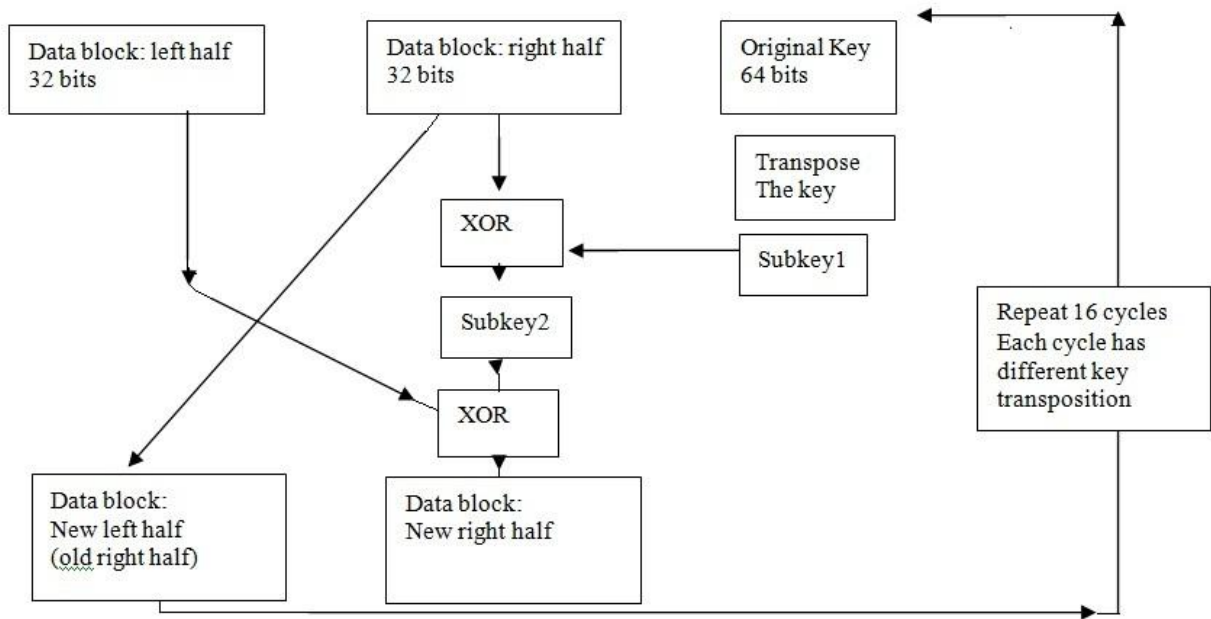 Data block: left half
32 bits
Data block: right half
32 bits
Original Key
64 bits
Transpose
The key
XOR
Subkey1
Subkey2
Repeat 16 cycles
Each cycle has
different key
transposition
XOR
Data block:
New left half
(old right half)
Data block:
New right half